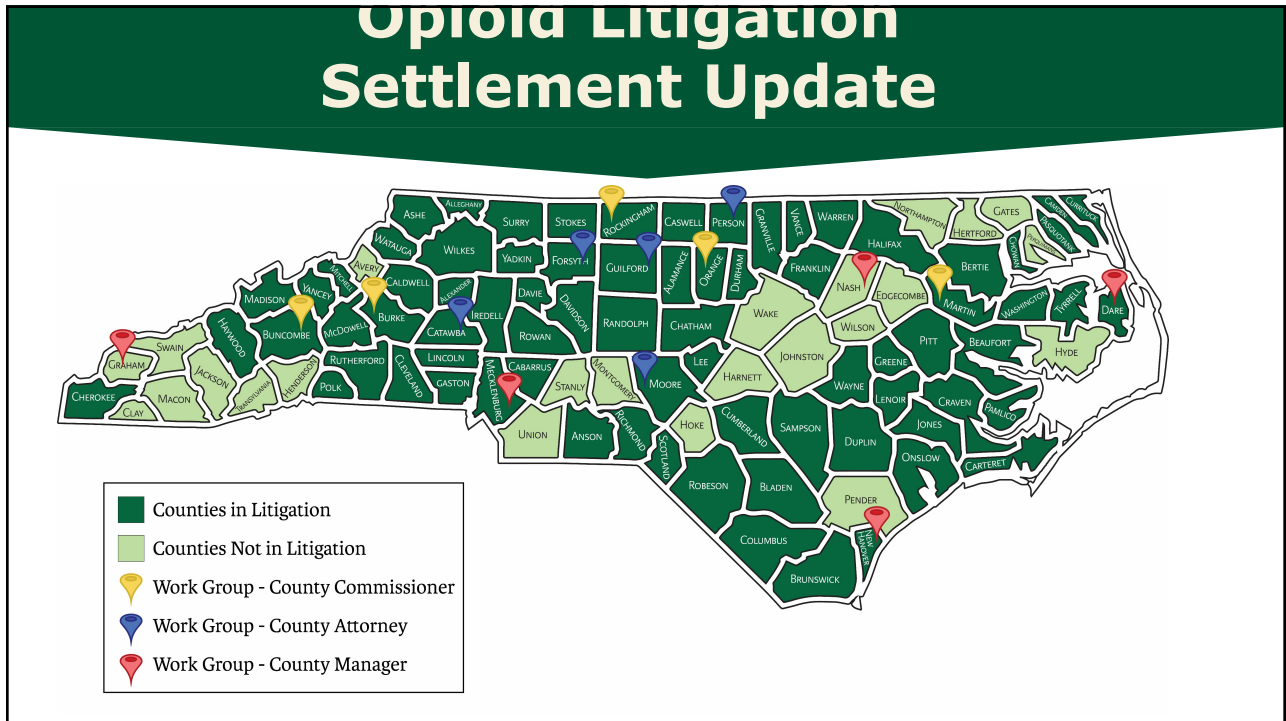 Opioid Litigation
Settlement Update
ASHE
ALLEGHANY
SURRY
STOKES
ROCKINGHAM
CASWELL
PERSON
GRANVILLE
VANCE
WARREN
NORTHAMPTON
GATES
HERTFORD
CAMDEN
CURRITUCK
PASQUOTANK
PERQUIMANS
CHOWAN
HALIFAX
BERTIE
WATAUGA
WILKES
YADKIN
FORSYTH
GUILFORD
ALAMANCE
ORANGE
DURHAM
FRANKLIN
NASH
EDGECOMBE
MARTIN
WASHINGTON
TYRRELL
DARE
AVERY
MITCHELL
CALDWELL
ALEXANDER
IREDELL
DAVIE
DAVIDSON
RANDOLPH
CHATHAM
WAKE
WILSON
PITT
BEAUFORT
HYDE
MADISON
YANCEY
BUNCOMBE
MCDOWELL
BURKE
CATAWBA
ROWAN
HAYWOOD
SWAIN
GRAHAM
JACKSON
CHEROKEE
CLAY
MACON
TRANSYLVANIA
HENDERSON
POLK
RUTHERFORD
CLEVELAND
LINCOLN
GASTON
MECKLENBURG
CABARRUS
STANLY
MONTGOMERY
MOORE
LEE
HARNETT
JOHNSTON
WAYNE
GREENE
LENOIR
CRAVEN
PAMLICO
JONES
UNION
ANSON
RICHMOND
SCOTLAND
HOKE
CUMBERLAND
SAMPSON
DUPLIN
ONSLOW
CARTERET
ROBESON
BLADEN
PENDER
NEW
HANOVER
COLUMBUS
BRUNSWICK
Counties in Litigation
Counties Not in Litigation
Work Group - County Commissioner
Work Group - County Attorney
Work Group - County Manager